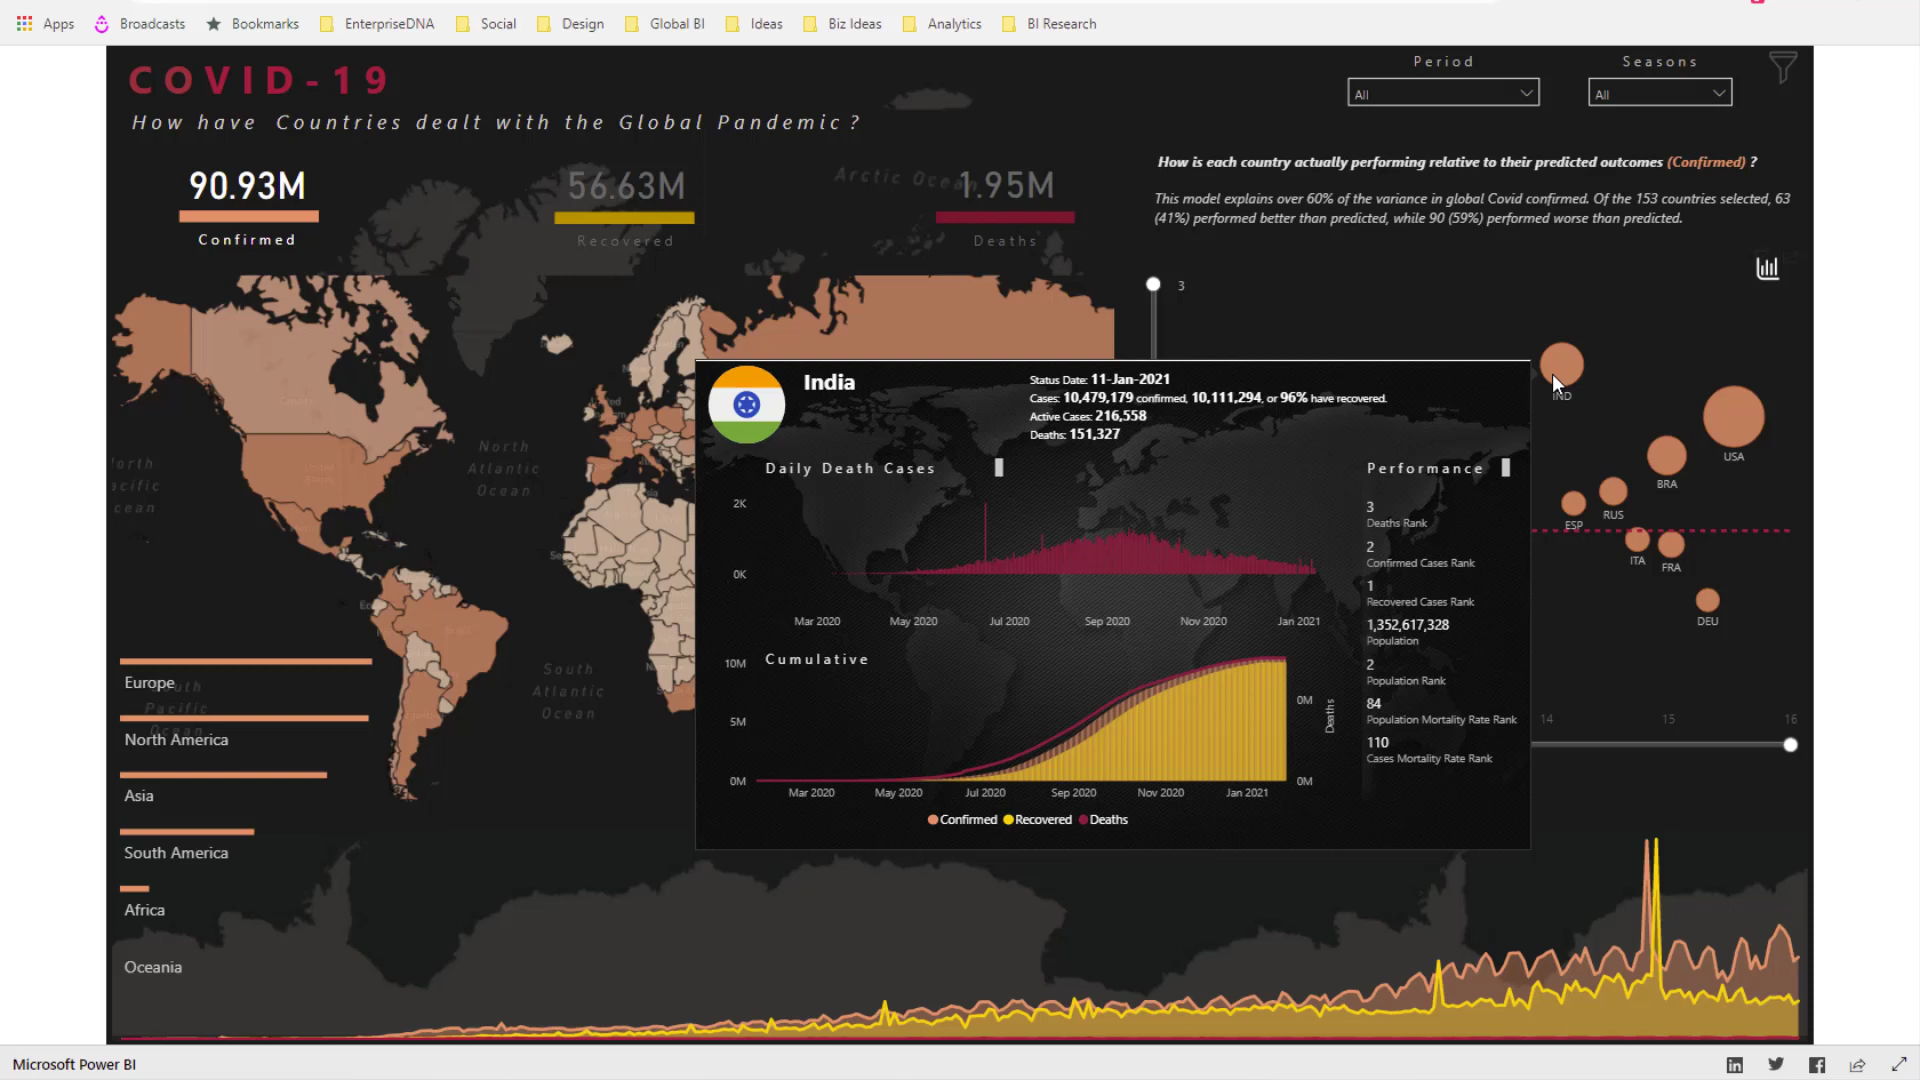 Apps
Broadcasts
Bookmarks
EnterpriseDNA
Social
Design
Global BI
Ideas
Biz Ideas
Analytics
BI Research
COVID-19
How have Countries dealt with the Global Pandemic ?
Period
All
Seasons
All
90.93M
Confirmed
56.63M
Recovered
1.95M
Deaths
Arctic Ocean
How is each country actually performing relative to their predicted outcomes (Confirmed) ?
This model explains over 60% of the variance in global Covid confirmed. Of the 153 countries selected, 63
(41%) performed better than predicted, while 90 (59%) performed worse than predicted.
3
North
Atlantic
Ocean
South
Atlantic
Ocean
South
Pacific
Ocean
Europe
North America
Asia
South America
Africa
Oceania
India
Status Date: 11-Jan-2021
Cases: 10,479,179 confirmed, 10,111,294, or 96% have recovered.
Active Cases: 216,558
Deaths: 151,327
Daily Death Cases
2K
0K
Mar 2020
May 2020
Jul 2020
Sep 2020
Nov 2020
Jan 2021
Cumulative
10M
5M
0M
0M
0M
Deaths
Mar 2020
May 2020
Jul 2020
Sep 2020
Nov 2020
Jan 2021
Confirmed
Recovered
Deaths
Performance
3
Deaths Rank
2
Confirmed Cases Rank
1
Recovered Cases Rank
1,352,617,328
Population
2
Population Rank
84
Population Mortality Rate Rank
110
Cases Mortality Rate Rank
IND
USA
BRA
RUS
ESP
ITA
FRA
DEU
14
15
16
Microsoft Power BI